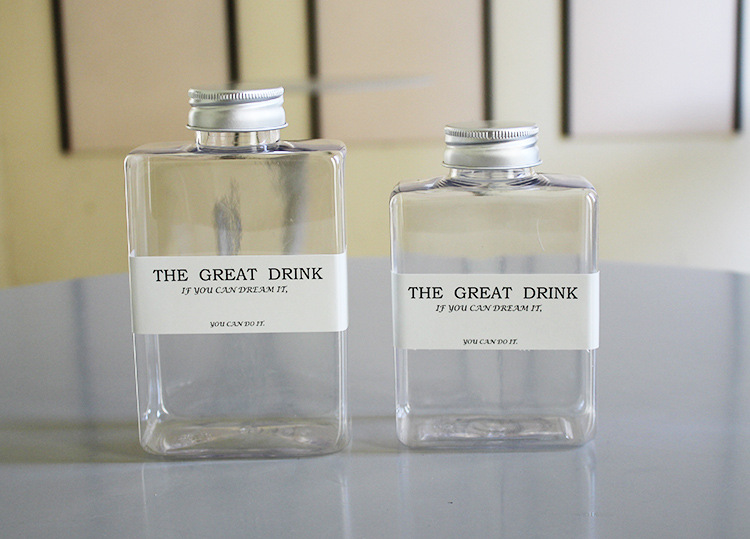 THE GREAT DRINK
IF YOU CAN DREAM IT,
YOU CAN DO IT.
THE GREAT DRINK
IF YOU CAN DREAM IT,
YOU CAN DO IT.